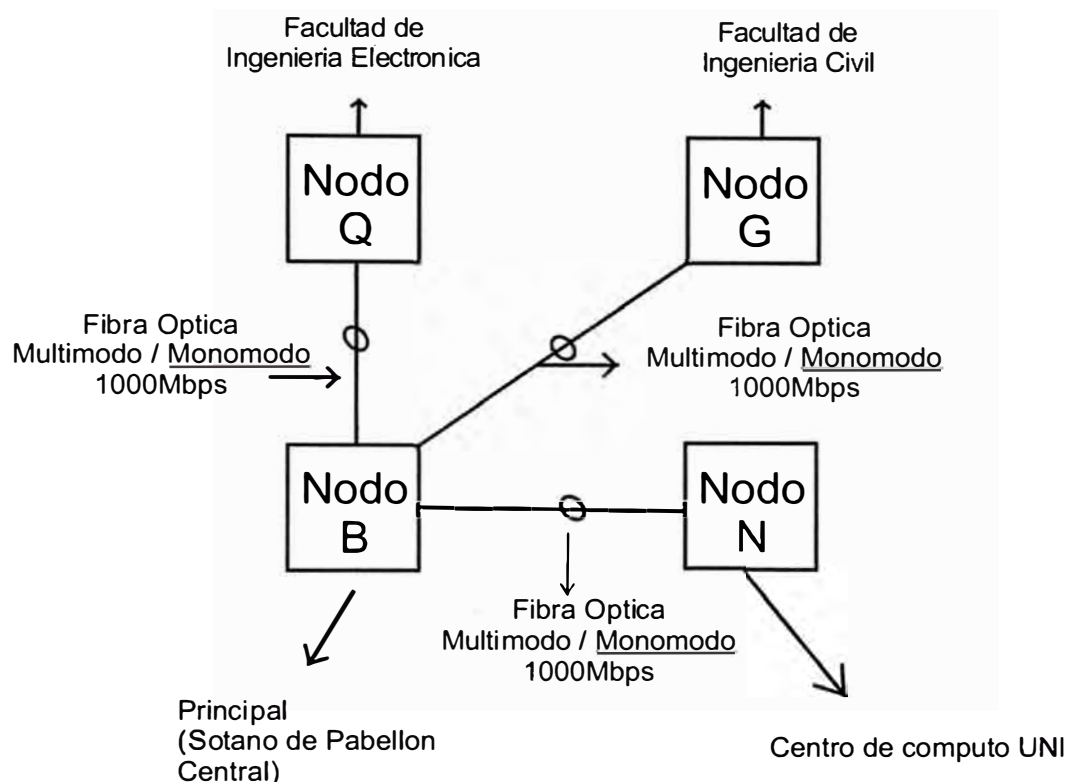 Facultad de
Ingenieria Electronica
Facultad de
Ingenieria Civil
Nodo
Q
Nodo
G
Fibra Optica
Multimodo / Monomodo
1000Mbps
Fibra Optica
Multimodo / Monomodo
1000Mbps
Nodo
B
Nodo
N
Fibra Optica
Multimodo / Monomodo
1000Mbps
Principal
(Sotano de Pabellon
Central)
Centro de computo UNI